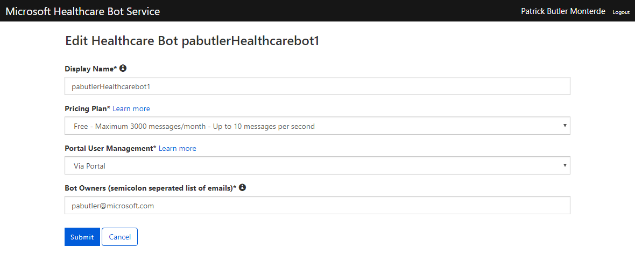 Microsoft Healthcare Bot Service
Patrick Butler Monterde Logout
Edit Healthcare Bot pabutlerHealthcarebot1
Display Name*
pabutlerHealthcarebot1
Pricing Plan* Learn more
Free - Maximum 3000 messages/month - Up to 10 messages per second
Portal User Management* Learn more
Via Portal
Bot Owners (semicolon seperated list of emails)*
pabutler@microsoft.com
Submit Cancel